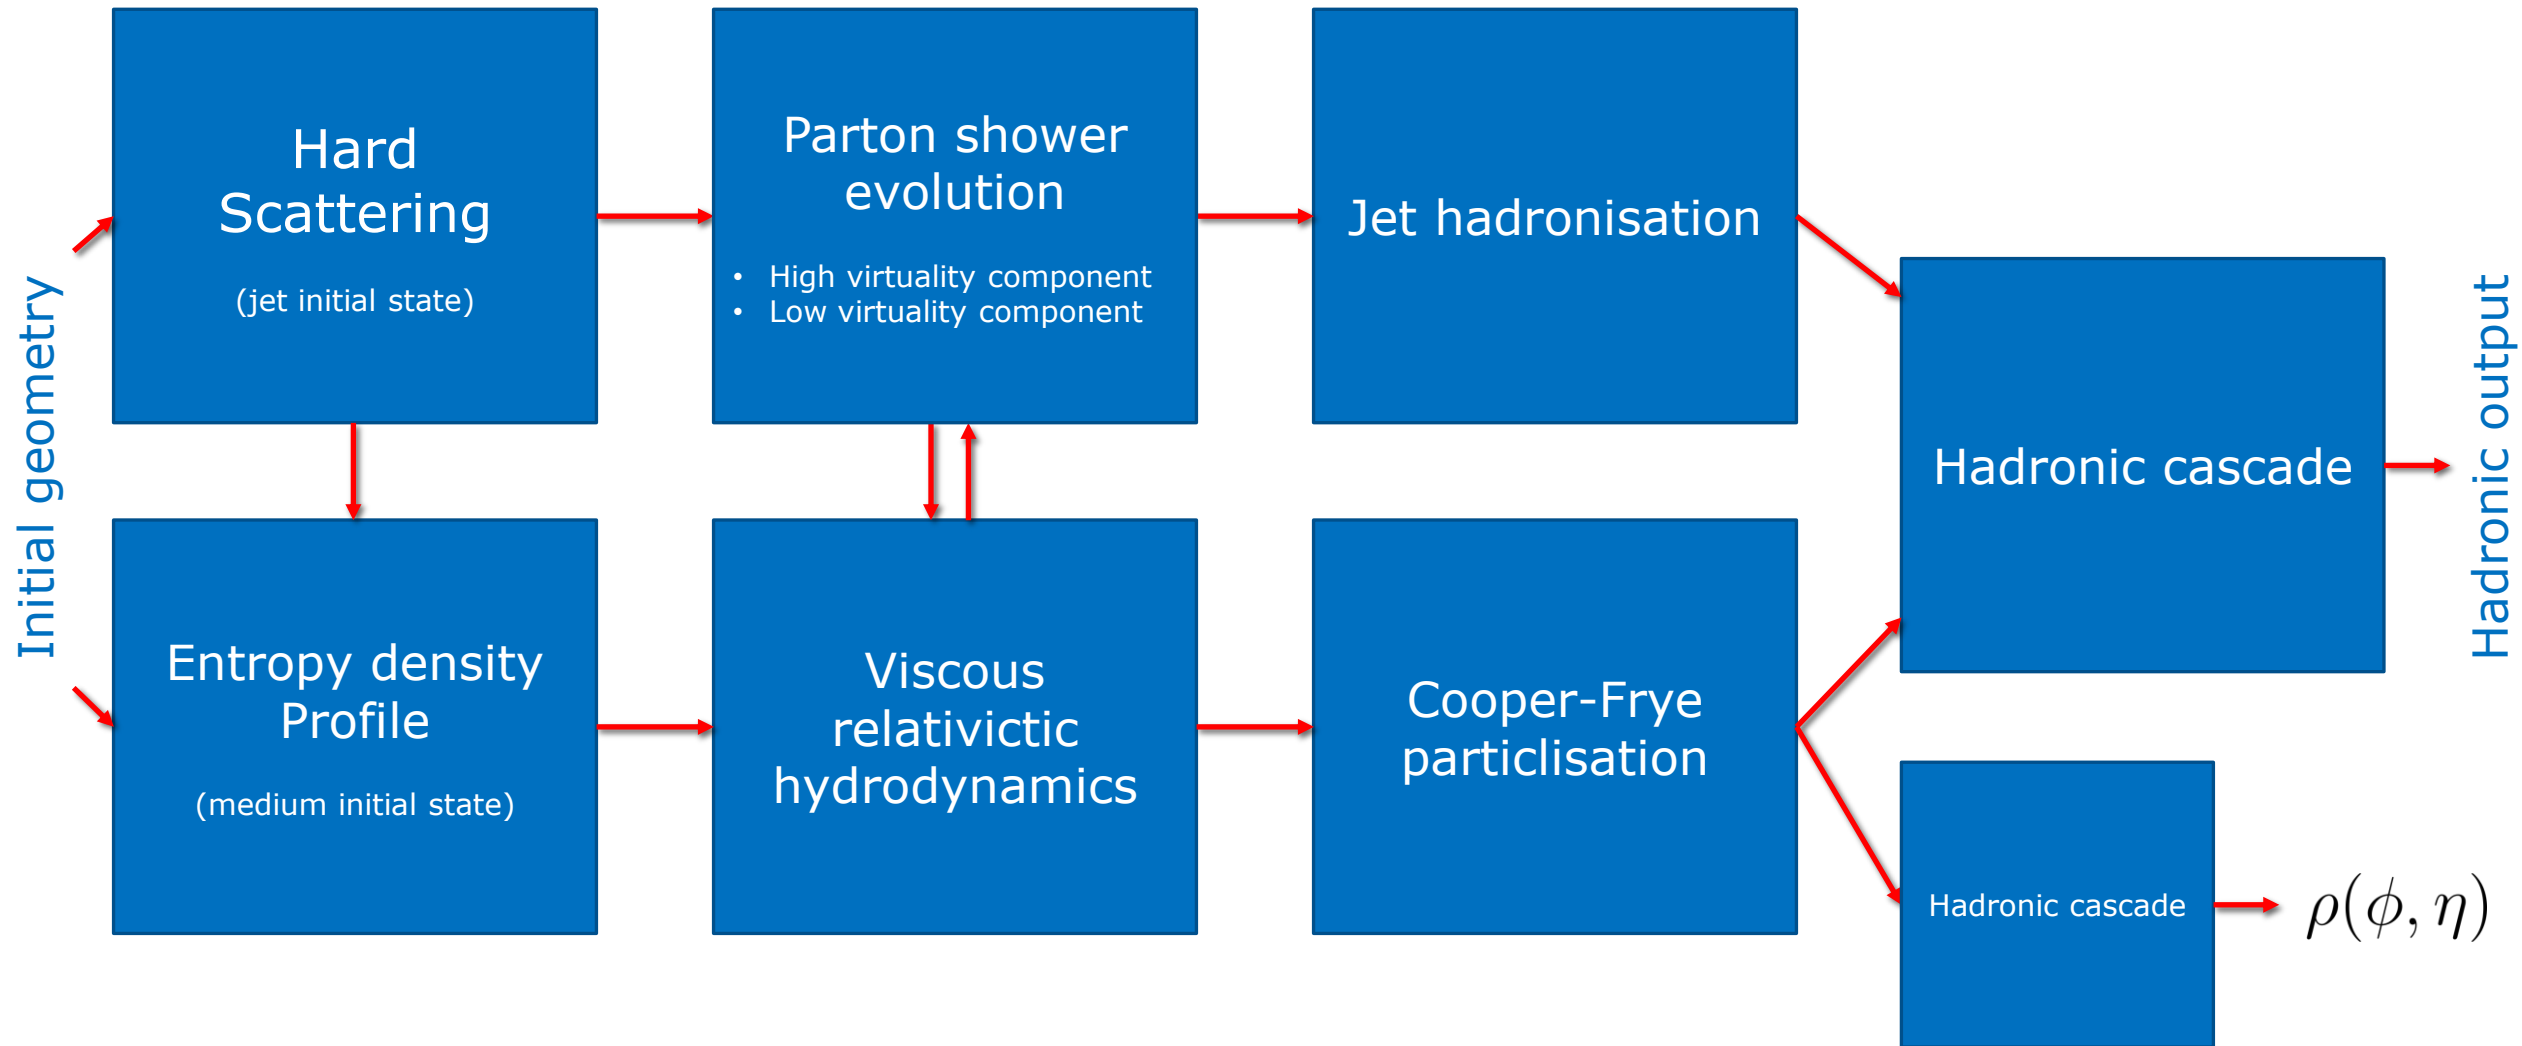 Initial geometry
Hard
Scattering
(jet initial state)
Parton shower
evolution
• High virtuality component
• Low virtuality component
Jet hadronisation
Entropy density
Profile
(medium initial state)
Viscous
relativictic
hydrodynamics
Cooper-Frye
particlisation
Hadronic cascade
Hadronic output
Hadronic cascade
ρ(ϕ, η)